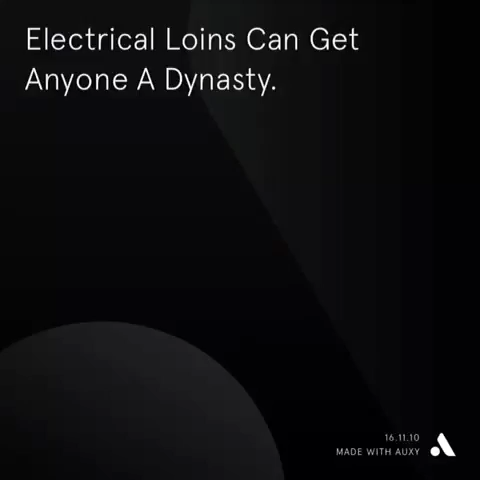 Electrical Loins Can Get
Anyone A Dynasty.
16.11.10
MADE WITH AUXY